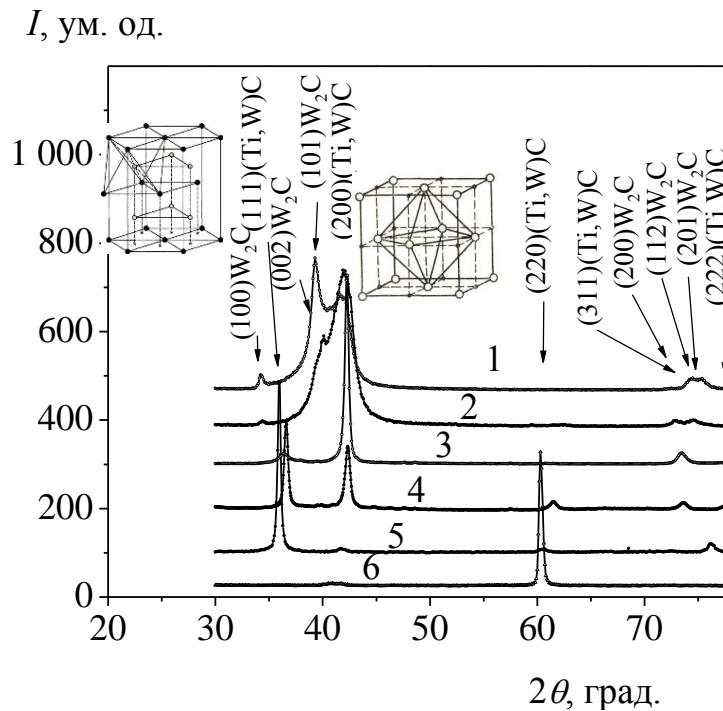 I, ум. од.
1 000
800
600
400
200
0
(100)W₂C
(111)(Ti,W)C
(002)W₂C
(101)W₂C
(200)(Ti,W)C
(220)(Ti,W)C
(311)(Ti,W)C
(200)W₂C
(112)W₂C
(201)W₂C
(222)(Ti,W)C
1
2
3
4
5
6
20 30 40 50 60 70
2θ, град.